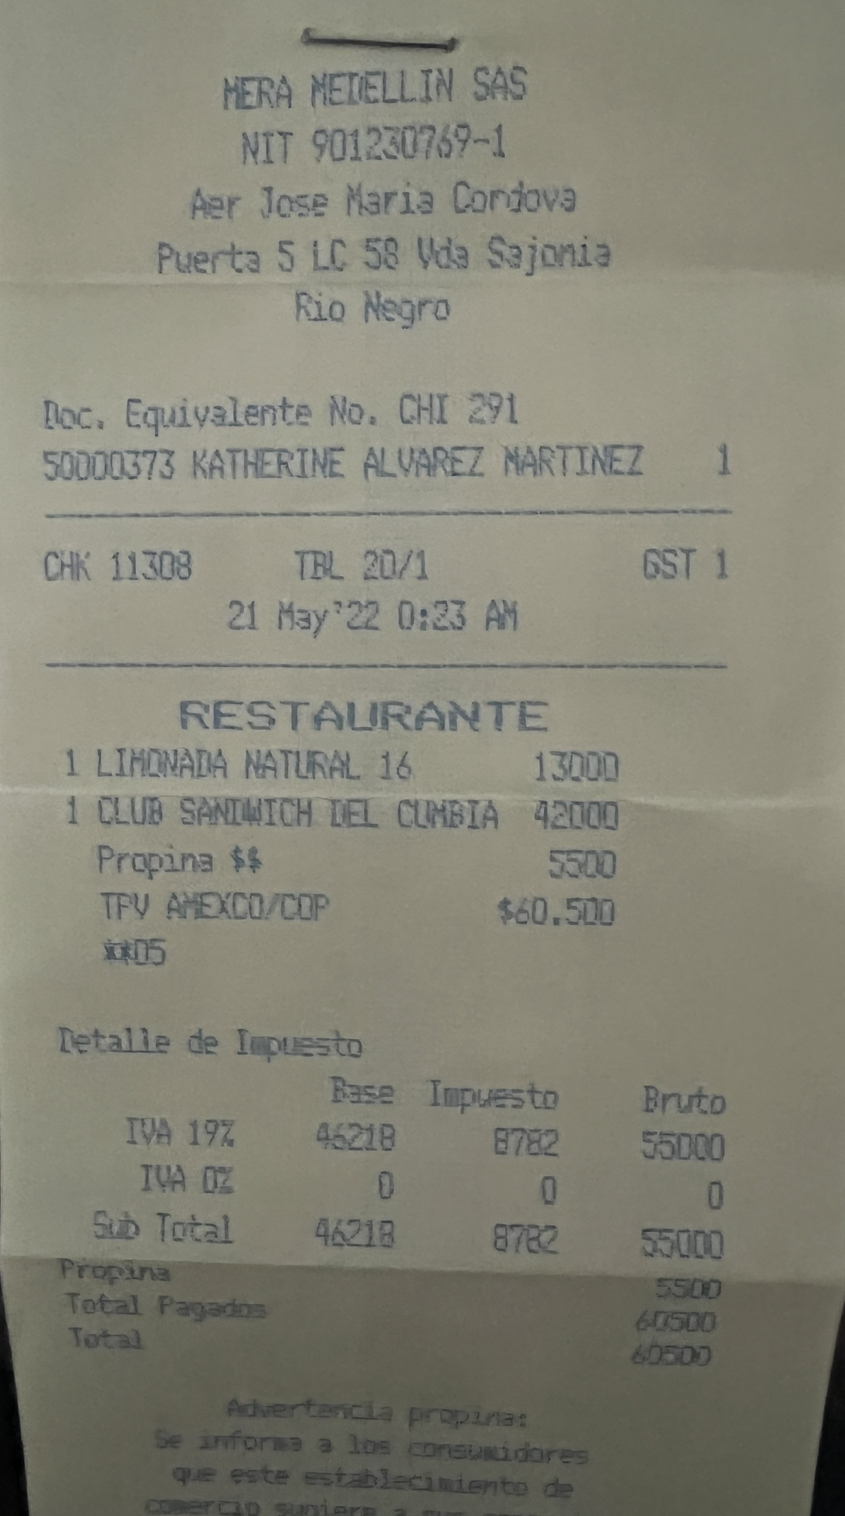 MERA MEDELLIN SAS
NIT 901230769-1
Aer Jose Maria Cordova
Puerta 5 LC 58 Vda Sajonia
Rio Negro
Doc. Equivalente No. CHI 291
50000373 KATHERINE ALVAREZ MARTINEZ 1
CHK 11308 TBL 20/1 GST 1
21 May'22 0:23 AM
RESTAURANTE
1 LIMONADA NATURAL 16 13000
1 CLUB SANDWICH DEL CUMBIA 42000
Propina $$ 5500
TPV AMEXCO/COP $60.500
**05
Detalle de Impuesto
Base Impuesto Bruto
IVA 19% 46218 8782 55000
IVA 0% 0 0 0
Sub Total 46218 8782 55000
Propina 5500
Total Pagados 60500
Total 60500
Advertencia propina:
Se informa a los consumidores
que este establecimiento de
comercio sugiere a sus